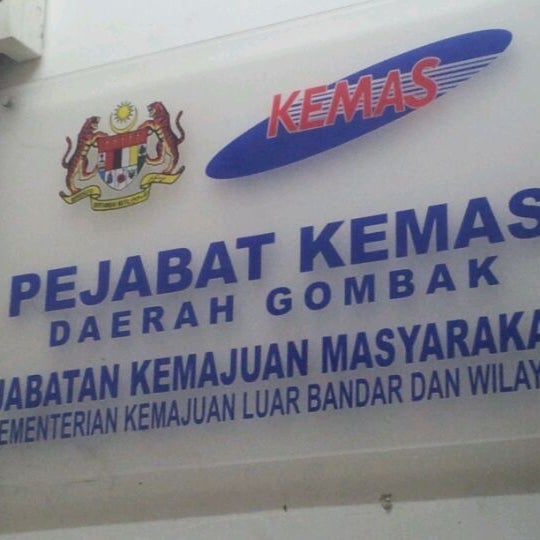 KEMAS
PEJABAT KEMAS
DAERAH GOMBAK
JABATAN KEMAJUAN MASYARAKA
EMENTERIAN KEMAJUAN LUAR BANDAR DAN WILAY